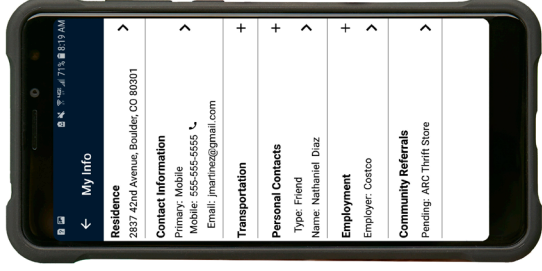 71% 8:19 AM
My Info
Residence
2837 42nd Avenue, Boulder, CO 80301
Contact Information
Primary: Mobile
Mobile: 555-555-5555
Email: jmartinez@gmail.com
Transportation
Personal Contacts
Type: Friend
Name: Nathaniel Diaz
Employment
Employer: Costco
Community Referrals
Pending: ARC Thrift Store